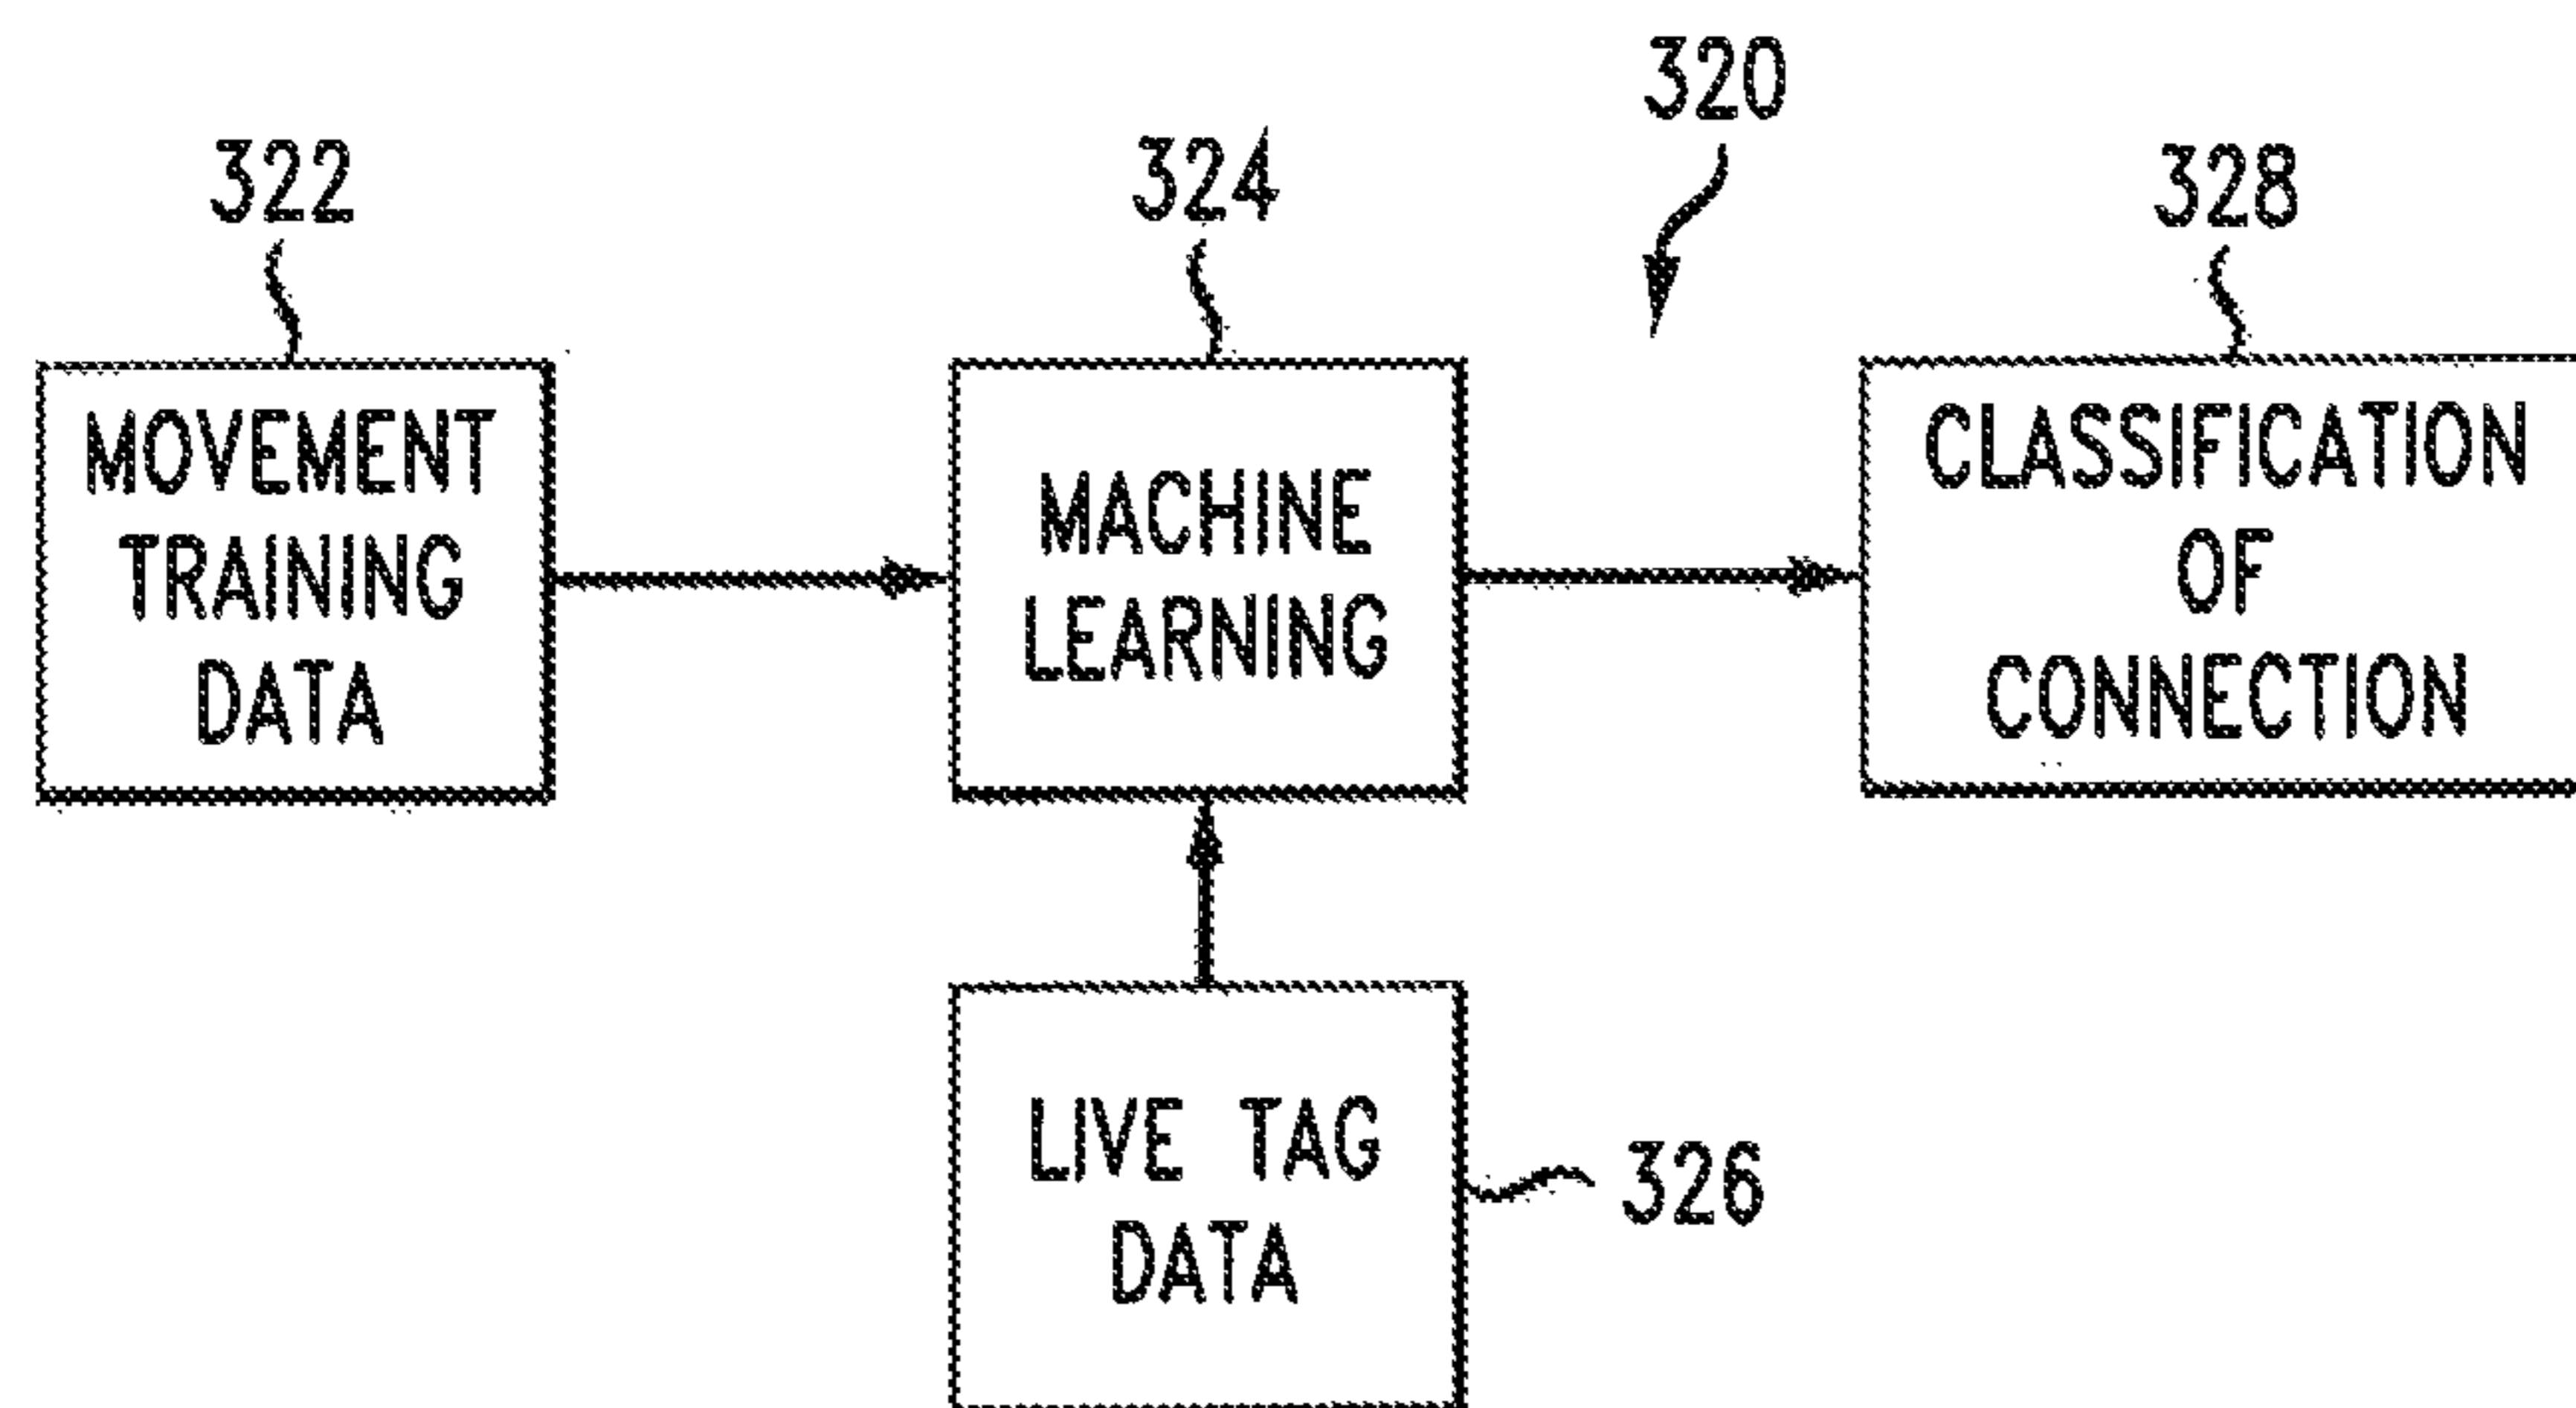 320
322
324
328
MOVEMENT
TRAINING
DATA
MACHINE
LEARNING
CLASSIFICATION
OF
CONNECTION
LIVE TAG
DATA
326